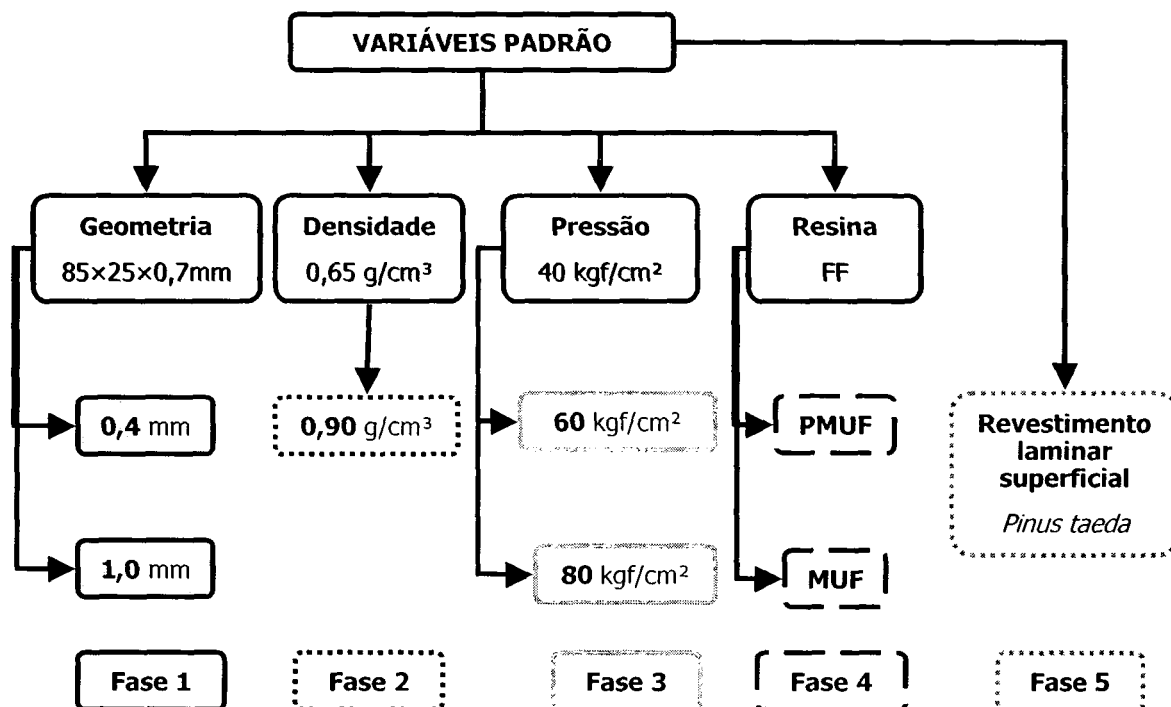 VARIÁVEIS PADRÃO
Geometria
85×25×0,7mm
Densidade
0,65 g/cm³
Pressão
40 kgf/cm²
Resina
FF
0,4 mm
0,90 g/cm³
60 kgf/cm²
PMUF
Revestimento
laminar
superficial
Pinus taeda
1,0 mm
80 kgf/cm²
MUF
Fase 1
Fase 2
Fase 3
Fase 4
Fase 5